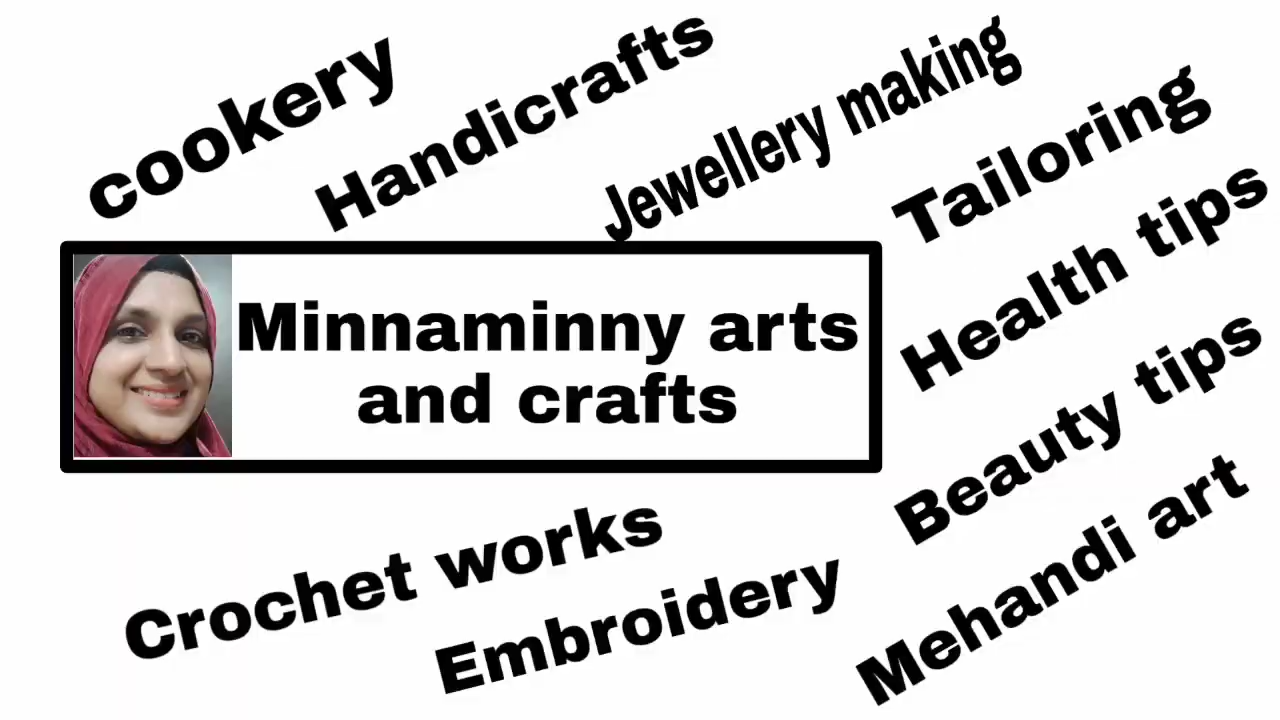 cookery
Handicrafts
Jewellery making
Tailoring
Health tips
Minnaminny arts
and crafts
Beauty tips
Mehandi art
Crochet works
Embroidery